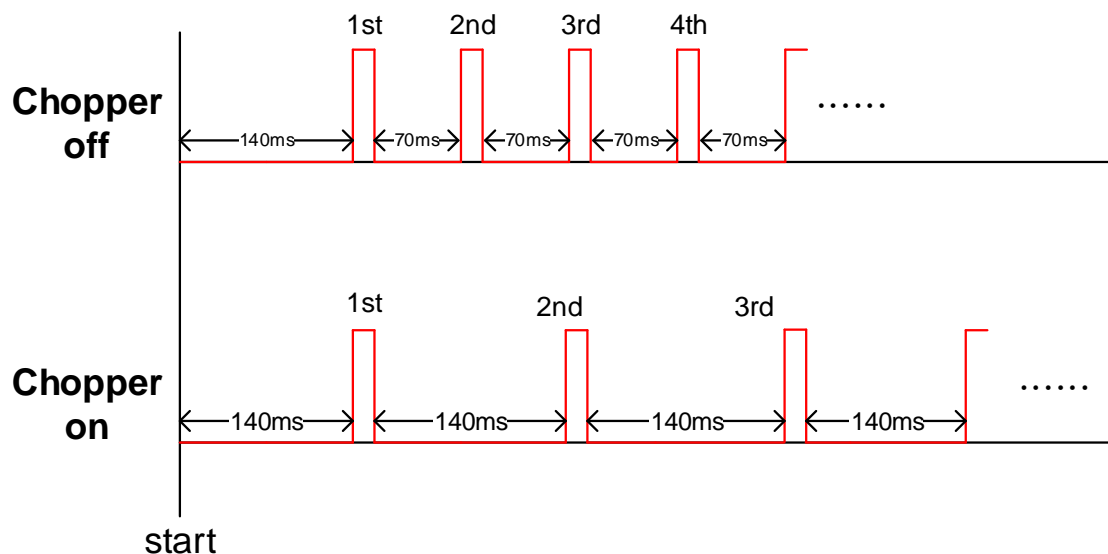 1st 2nd 3rd 4th
Chopper
off
140ms 70ms 70ms 70ms 70ms
……
1st 2nd 3rd
Chopper
on
140ms 140ms 140ms 140ms
……
start